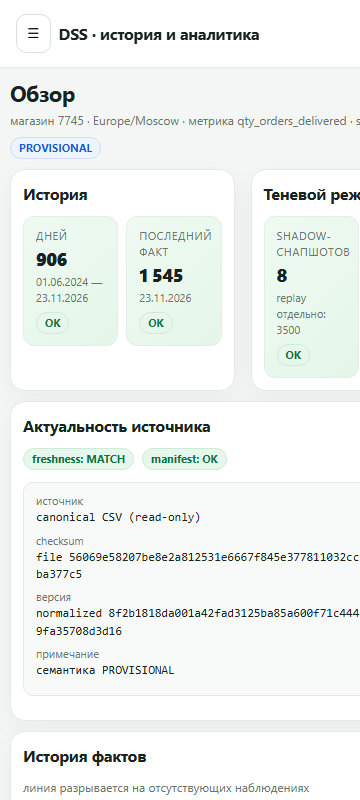 ☰ DSS · история и аналитика
Обзор
магазин 7745 · Europe/Moscow · метрика qty_orders_delivered · s
PROVISIONAL
История
ДНЕЙ
906
01.06.2024 —
23.11.2026
OK
ПОСЛЕДНИЙ
ФАКТ
1 545
23.11.2026
OK
Теневой реж
SHADOW-
СНАПШОТОВ
8
replay
отдельно:
3500
OK
Актуальность источника
freshness: MATCH
manifest: OK
источник
canonical CSV (read-only)
checksum
file 56069e58207be8e2a812531e6667f845e377811032cc
ba377c5
версия
normalized 8f2b1818da001a42fad3125ba85a600f71c444
9fa35708d3d16
примечание
семантика PROVISIONAL
История фактов
линия разрывается на отсутствующих наблюдениях